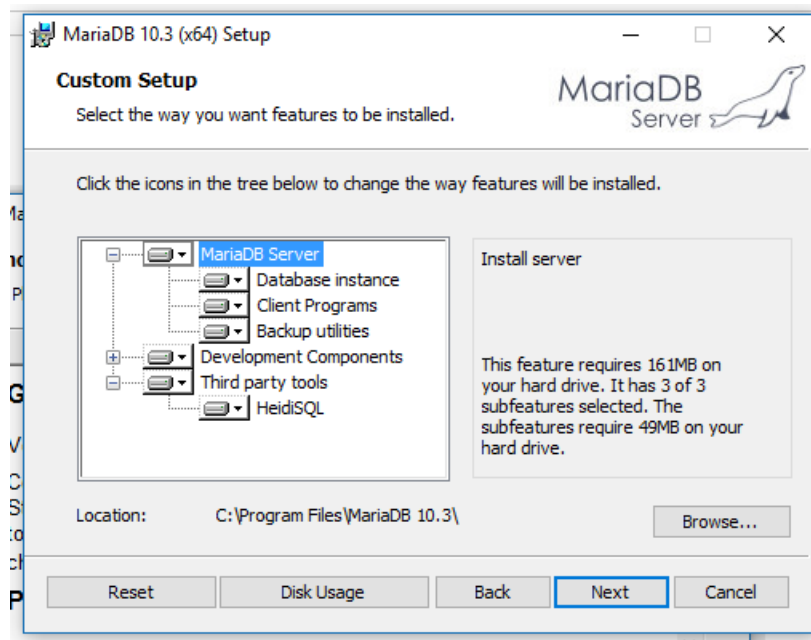 MariaDB 10.3 (x64) Setup
Custom Setup
Select the way you want features to be installed.
MariaDB
Server
Click the icons in the tree below to change the way features will be installed.
MariaDB Server
Database instance
Client Programs
Backup utilities
Development Components
Third party tools
HeidiSQL
Install server
This feature requires 161MB on
your hard drive. It has 3 of 3
subfeatures selected. The
subfeatures require 49MB on your
hard drive.
Location: C:\Program Files\MariaDB 10.3\
Browse...
Reset Disk Usage Back Next Cancel